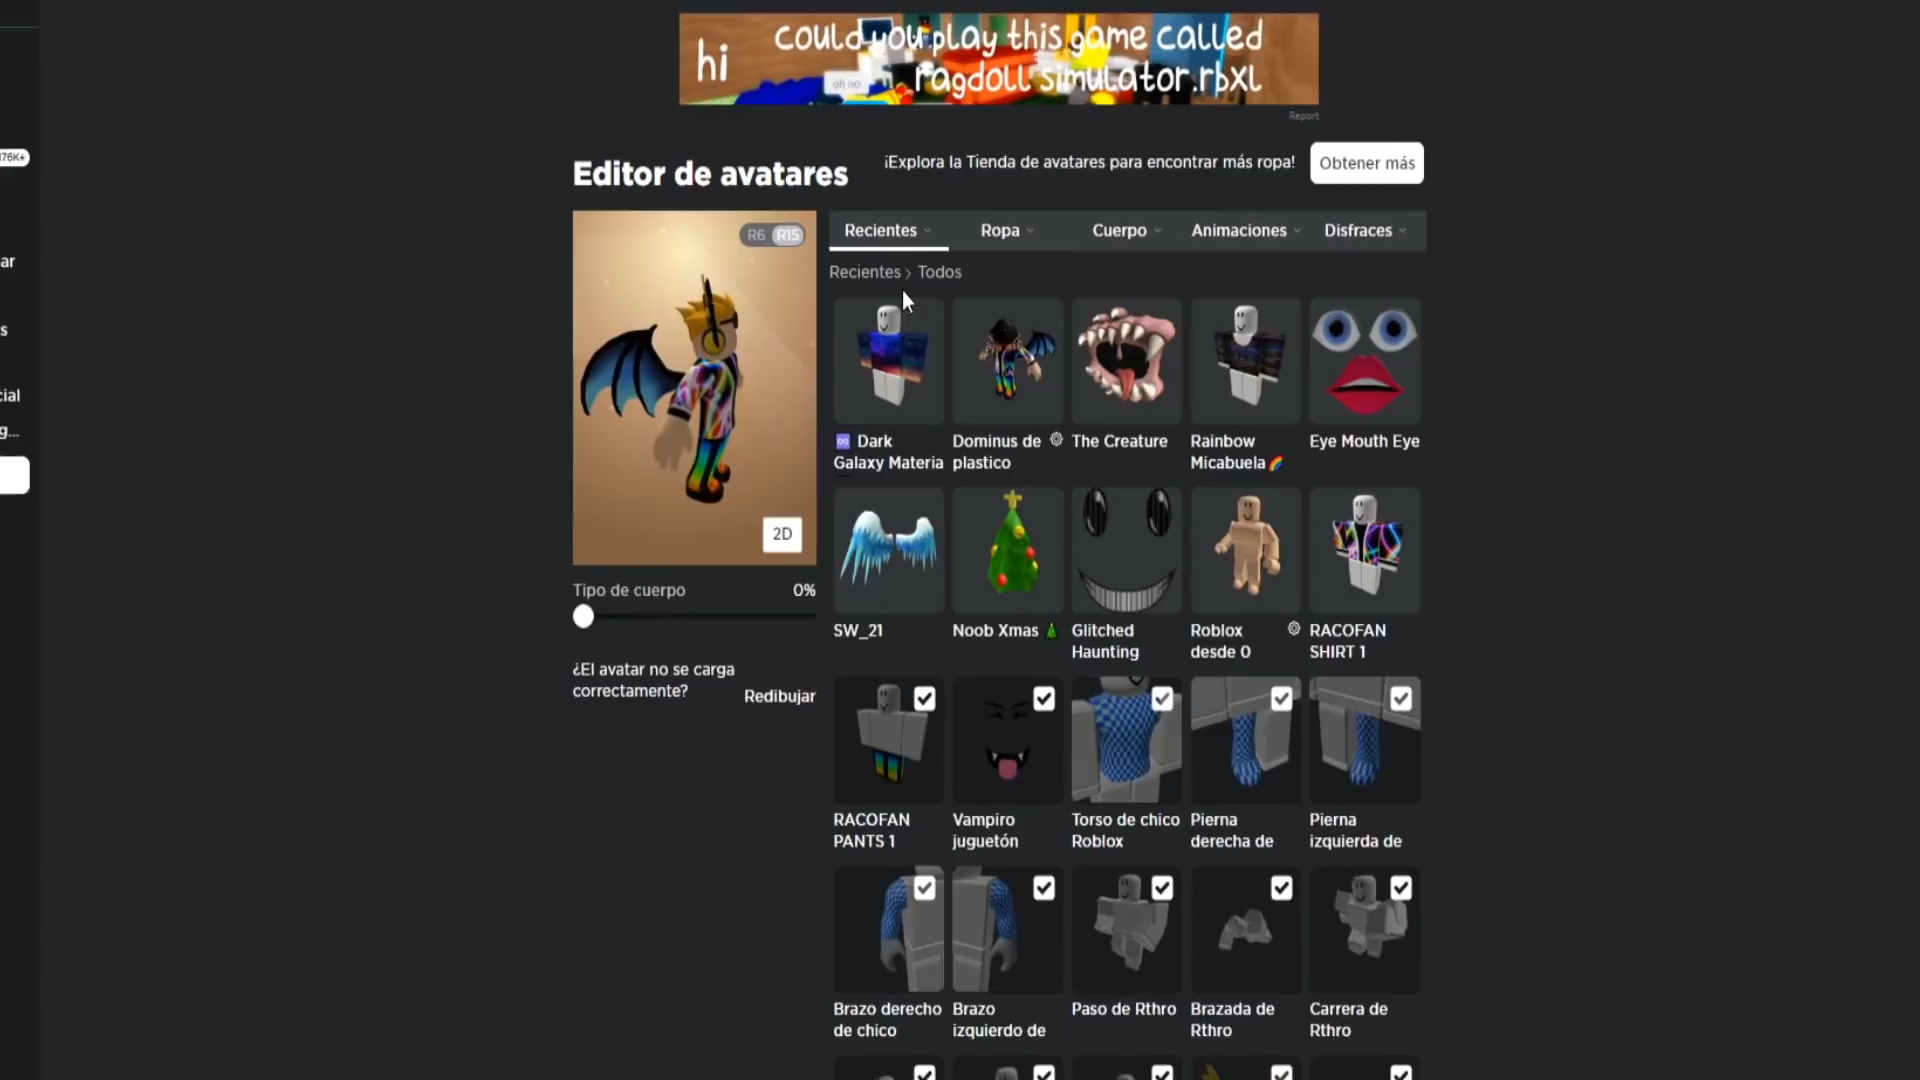 hi
could you play this game called
ragdoll simulator.rbxl
oh no
Report
Editor de avatares
¡Explora la Tienda de avatares para encontrar más ropa!
Obtener más
76K+
ar
s
cial
g...
R6 R15
2D
Tipo de cuerpo 0%
¿El avatar no se carga
correctamente?
Redibujar
Recientes Ropa Cuerpo Animaciones Disfraces
Recientes > Todos
Dark
Galaxy Materia
Dominus de
plastico
The Creature
Rainbow
Micabuela
Eye Mouth Eye
SW_21
Noob Xmas
Glitched
Haunting
Roblox
desde 0
RACOFAN
SHIRT 1
RACOFAN
PANTS 1
Vampiro
juguetón
Torso de chico
Roblox
Pierna
derecha de
Pierna
izquierda de
Brazo derecho
de chico
Brazo
izquierdo de
Paso de Rthro
Brazada de
Rthro
Carrera de
Rthro